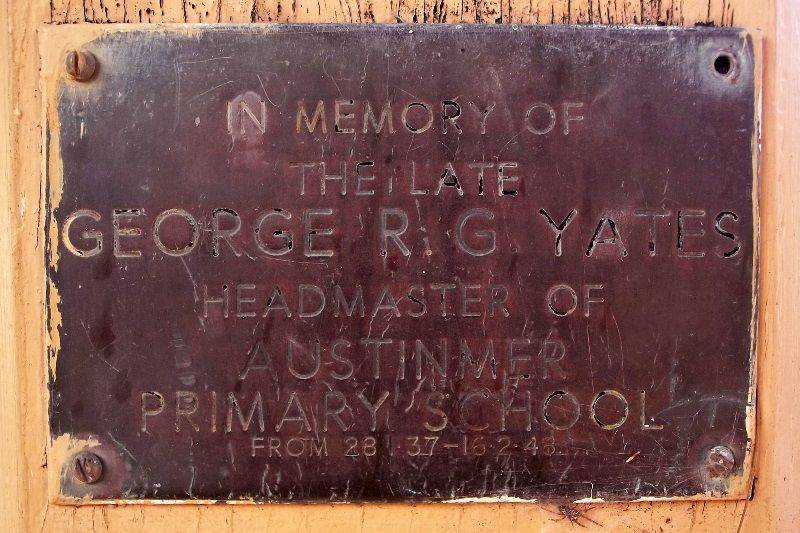 IN MEMORY OF
THE LATE
GEORGE R. G. YATES
HEADMASTER OF
AUSTINMER
PRIMARY SCHOOL
FROM 28·1·37–16·2·48.